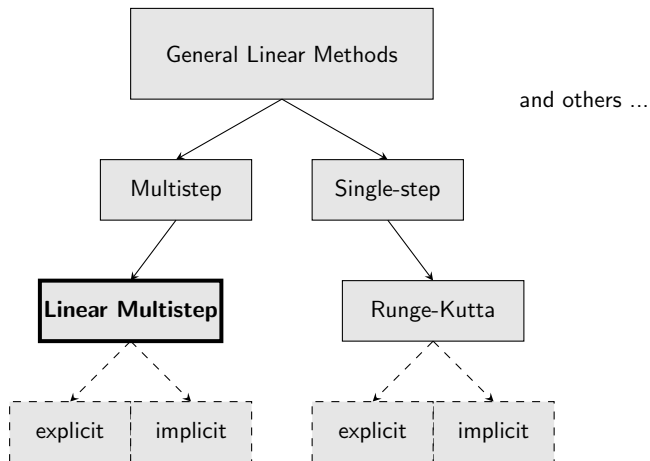 General Linear Methods
and others ...
Multistep
Single-step
Linear Multistep
Runge-Kutta
explicit
implicit
explicit
implicit